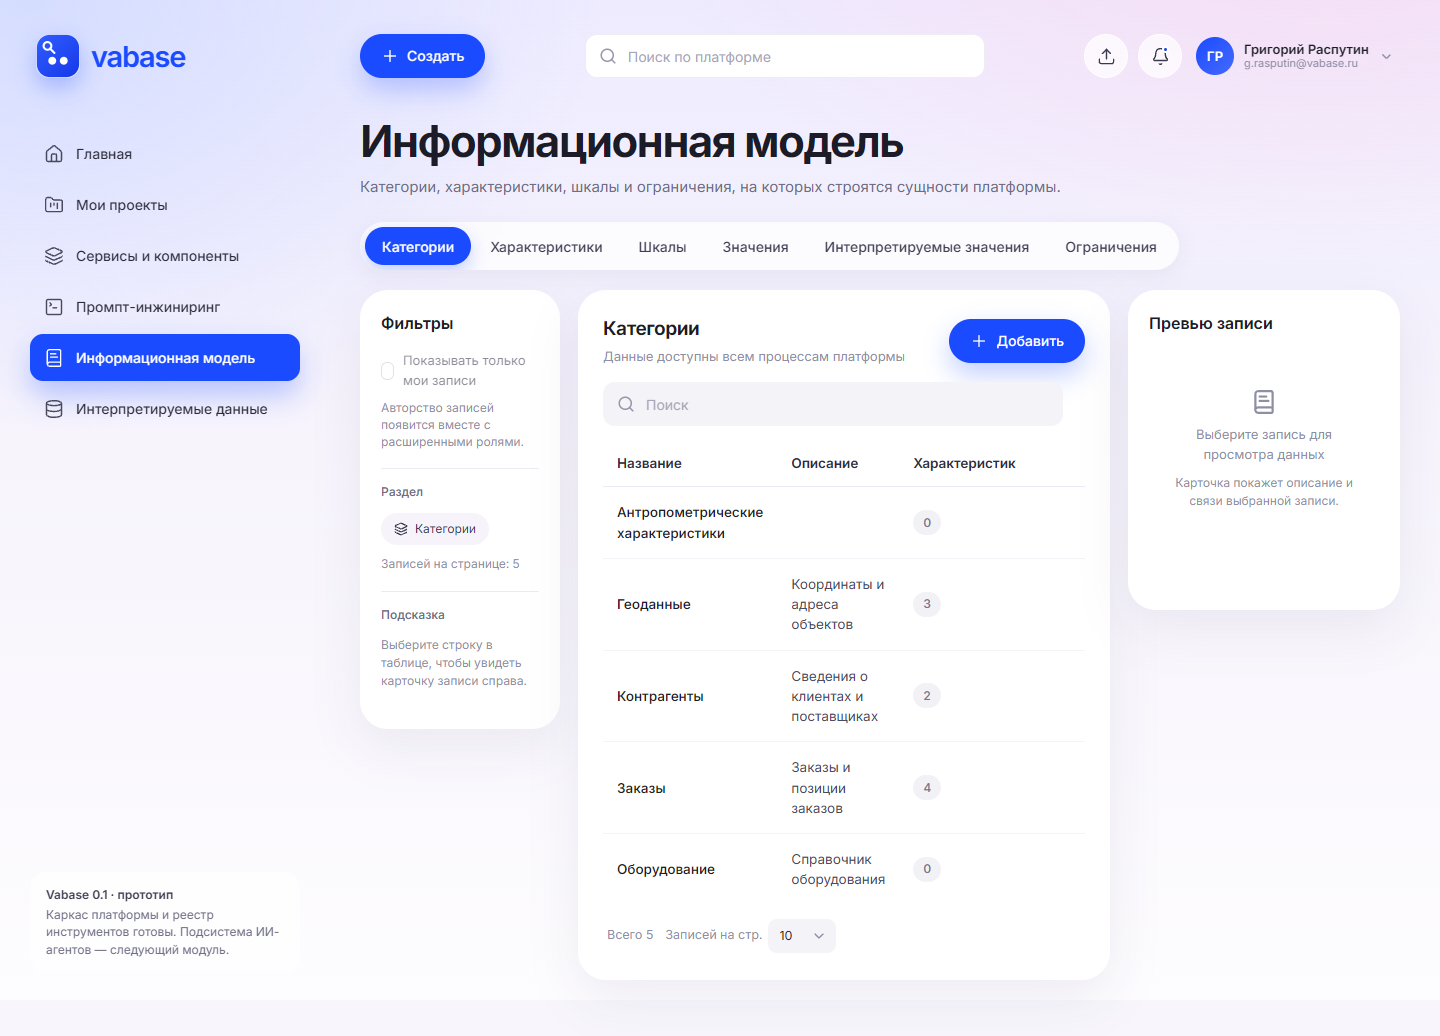 vabase
Создать
Поиск по платформе
ГР
Григорий Распутин
g.rasputin@vabase.ru
Главная
Мои проекты
Сервисы и компоненты
Промпт-инжиниринг
Информационная модель
Интерпретируемые данные
Vabase 0.1 · прототип
Каркас платформы и реестр
инструментов готовы. Подсистема ИИ-
агентов — следующий модуль.
Информационная модель
Категории, характеристики, шкалы и ограничения, на которых строятся сущности платформы.
Категории
Характеристики
Шкалы
Значения
Интерпретируемые значения
Ограничения
Фильтры
Показывать только
мои записи
Авторство записей
появится вместе с
расширенными ролями.
Раздел
Категории
Записей на странице: 5
Подсказка
Выберите строку в
таблице, чтобы увидеть
карточку записи справа.
Категории
Данные доступны всем процессам платформы
Добавить
Поиск
Название Описание Характеристик
Антропометрические
характеристики
0
Геоданные
Координаты и
адреса
объектов
3
Контрагенты
Сведения о
клиентах и
поставщиках
2
Заказы
Заказы и
позиции
заказов
4
Оборудование
Справочник
оборудования
0
Всего 5 Записей на стр. 10
Превью записи
Выберите запись для
просмотра данных
Карточка покажет описание и
связи выбранной записи.